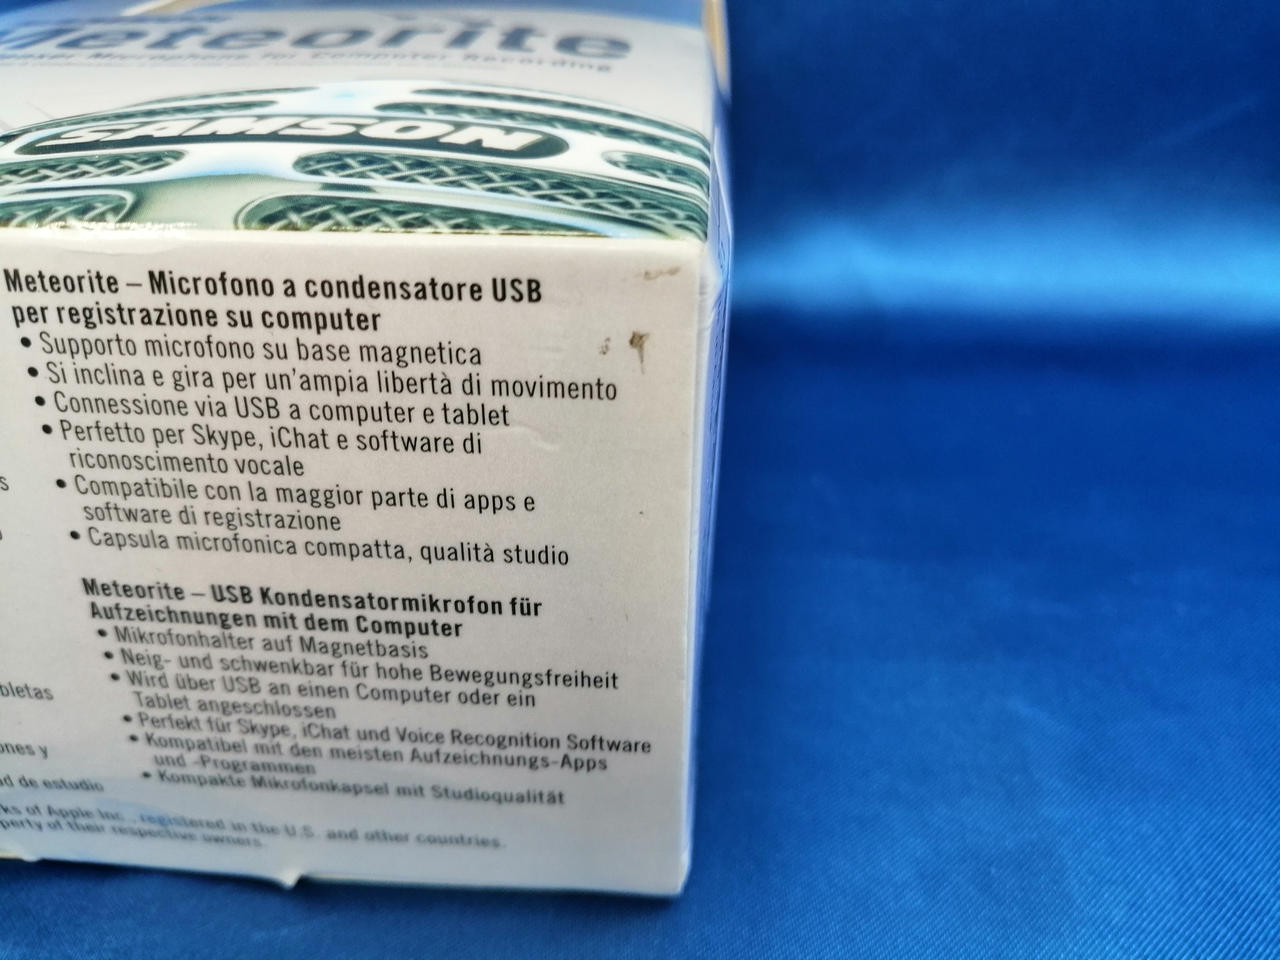 Meteorite
Microphone for Computer Recording
SAMSON
Meteorite – Microfono a condensatore USB
per registrazione su computer
• Supporto microfono su base magnetica
• Si inclina e gira per un'ampia libertà di movimento
• Connessione via USB a computer e tablet
• Perfetto per Skype, iChat e software di
riconoscimento vocale
• Compatibile con la maggior parte di apps e
software di registrazione
• Capsula microfonica compatta, qualità studio
Meteorite – USB Kondensatormikrofon für
Aufzeichnungen mit dem Computer
• Mikrofonhalter auf Magnetbasis
• Neig- und schwenkbar für hohe Bewegungsfreiheit
• Wird über USB an einen Computer oder ein
Tablet angeschlossen
• Perfekt für Skype, iChat und Voice Recognition Software
• Kompatibel mit den meisten Aufzeichnungs-Apps
und -Programmen
• Kompakte Mikrofonkapsel mit Studioqualität
y
de estudio
of Apple Inc., registered in the U.S. and other countries.
of their respective owners.